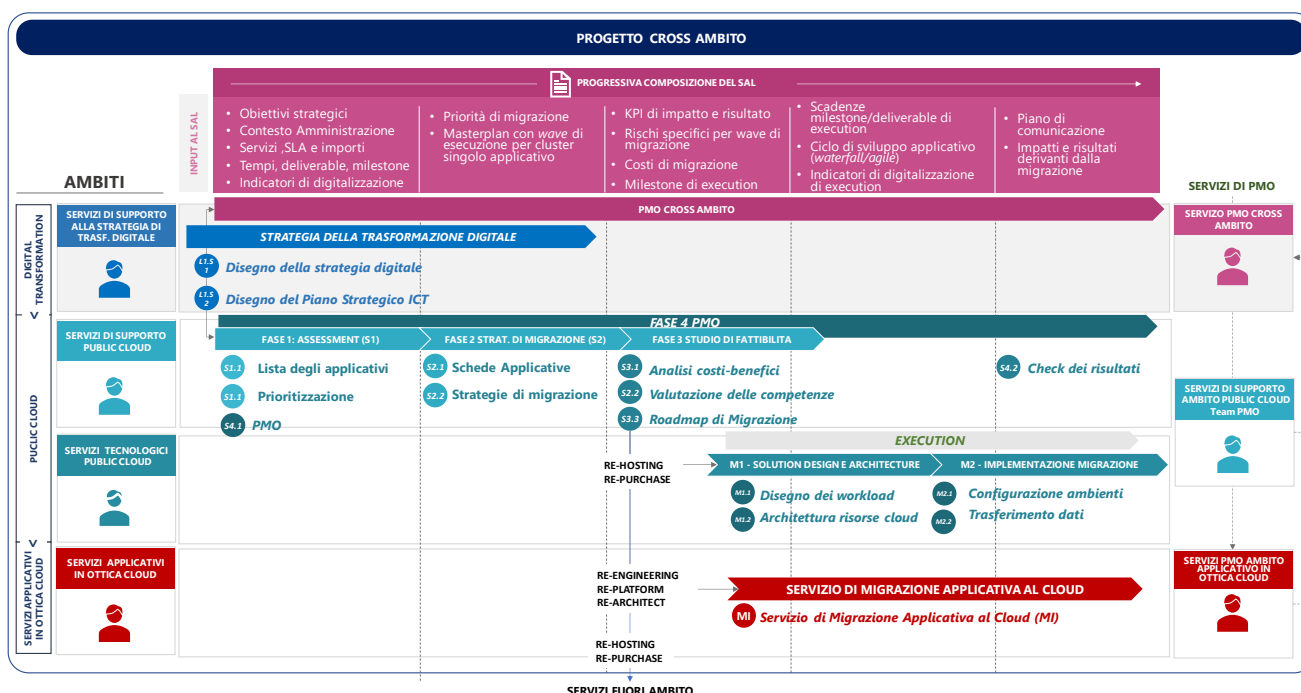 PROGETTO CROSS AMBITO
PROGRESSIVA COMPOSIZIONE DEL SAL
INPUT AL SAL
• Obiettivi strategici
• Contesto Amministrazione
• Servizi ,SLA e importi
• Tempi, deliverable, milestone
• Indicatori di digitalizzazione
• Priorità di migrazione
• Masterplan con wave di
esecuzione per cluster
singolo applicativo
• KPI di impatto e risultato
• Rischi specifici per wave di
migrazione
• Costi di migrazione
• Milestone di execution
• Scadenze
milestone/deliverable di
execution
• Ciclo di sviluppo applicativo
(waterfall/agile)
• Indicatori di digitalizzazione
di execution
• Piano di
comunicazione
• Impatti e risultati
derivanti dalla
migrazione
AMBITI
SERVIZI DI PMO
DIGITAL
TRANSFORMATION
SERVIZI DI SUPPORTO
ALLA STRATEGIA DI
TRASF. DIGITALE
PMO CROSS AMBITO
STRATEGIA DELLA TRASFORMAZIONE DIGITALE
L1.S
1
Disegno della strategia digitale
L1.S
2
Disegno del Piano Strategico ICT
SERVIZO PMO CROSS
AMBITO
PUCLIC CLOUD
SERVIZI DI SUPPORTO
PUBLIC CLOUD
FASE 4 PMO
FASE 1: ASSESSMENT (S1)
FASE 2 STRAT. DI MIGRAZIONE (S2)
FASE 3 STUDIO DI FATTIBILITA
S1.1 Lista degli applicativi
S1.1 Prioritizzazione
S4.1 PMO
S2.1 Schede Applicative
S2.2 Strategie di migrazione
S3.1 Analisi costi-benefici
S2.2 Valutazione delle competenze
S3.3 Roadmap di Migrazione
S4.2 Check dei risultati
SERVIZI DI SUPPORTO
AMBITO PUBLIC CLOUD
Team PMO
SERVIZI TECNOLOGICI
PUBLIC CLOUD
EXECUTION
RE-HOSTING
RE-PURCHASE
M1 - SOLUTION DESIGN E ARCHITECTURE
M2 - IMPLEMENTAZIONE MIGRAZIONE
M1.1 Disegno dei workload
M1.2 Architettura risorse cloud
M2.1 Configurazione ambienti
M2.2 Trasferimento dati
SERVIZI APPLICATIVI
IN OTTICA CLOUD
SERVIZI APPLICATIVI
IN OTTICA CLOUD
RE-ENGINEERING
RE-PLATFORM
RE-ARCHITECT
SERVIZIO DI MIGRAZIONE APPLICATIVA AL CLOUD
MI Servizio di Migrazione Applicativa al Cloud (MI)
SERVIZI PMO AMBITO
APPLICATIVO IN
OTTICA CLOUD
RE-HOSTING
RE-PURCHASE
SERVIZI FUORI AMBITO